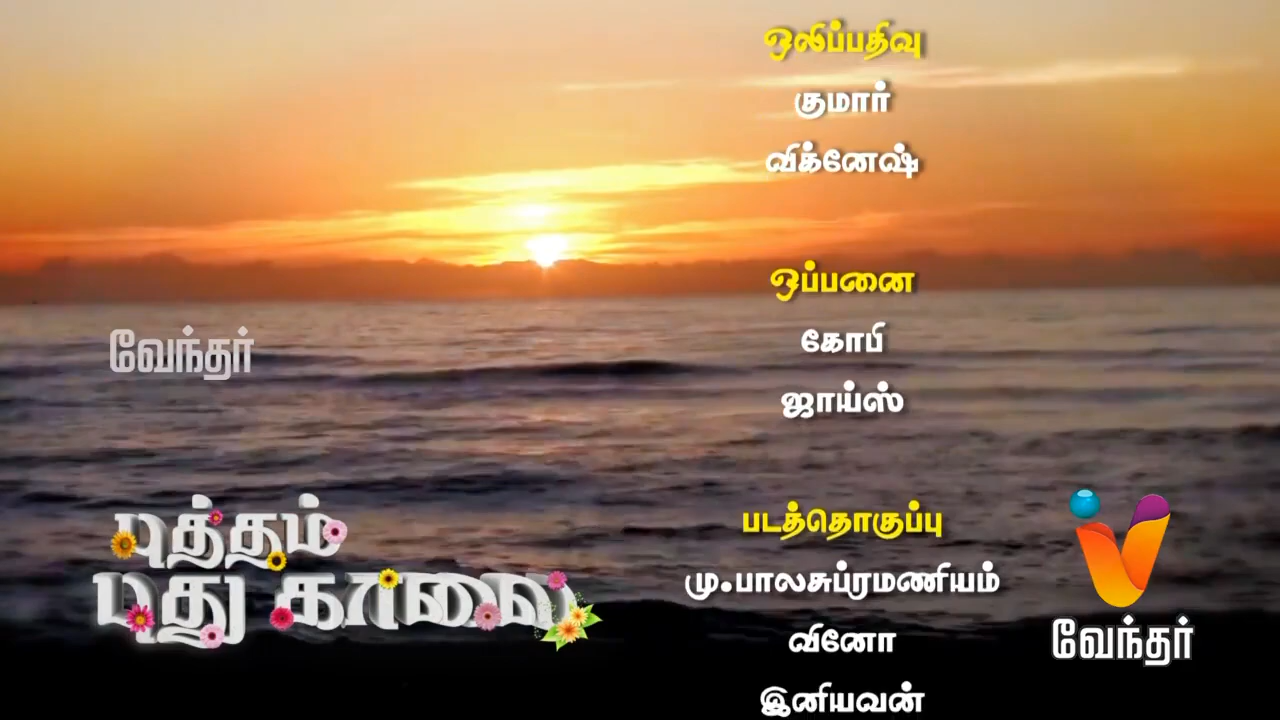 ஒலிப்பதிவு
குமார்
விக்னேஷ்
ஒப்பனை
கோபி
ஜாய்ஸ்
படத்தொகுப்பு
மு.பாலசுப்ரமணியம்
வினோ
இனியவன்
வேந்தர்
புத்தம்
புது காலை
வேந்தர்